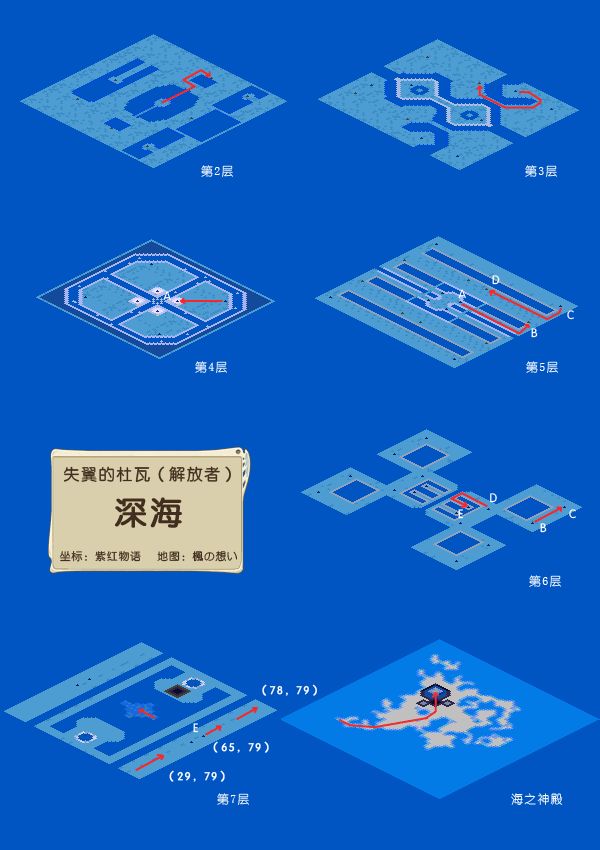 第2层
第3层
A
第4层
A
D
C
B
第5层
失翼的杜瓦（解放者）
深海
坐标：紫红物语 地图：楓の想い
D
E
C
B
第6层
(78, 79)
E
(65, 79)
(29, 79)
第7层
海之神殿